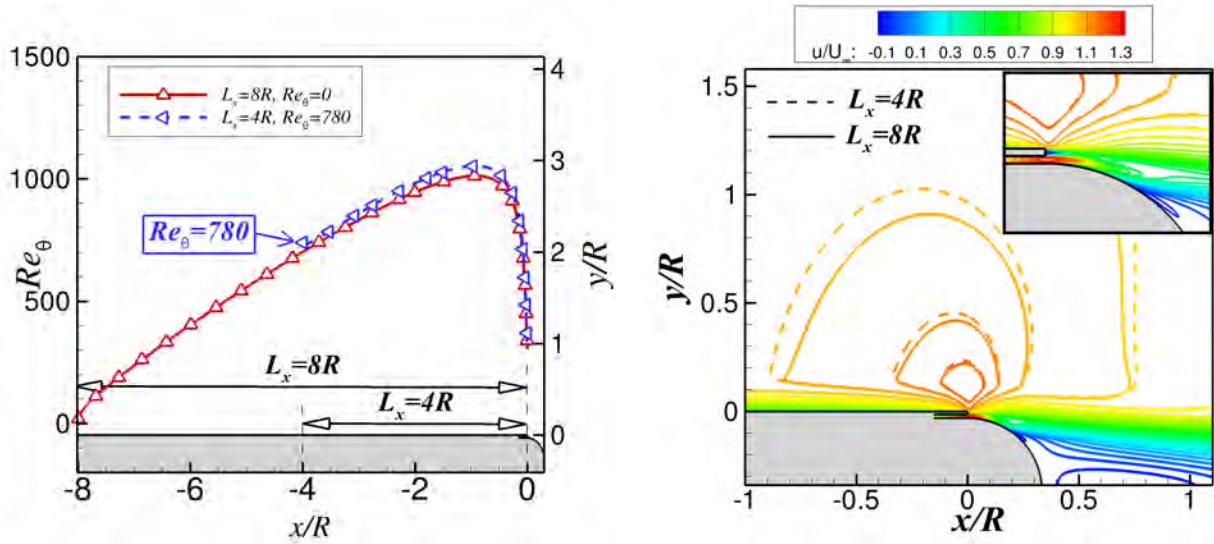 1500
1000
500
0
Re_θ
L_x=8R, Re_θ=0
L_x=4R, Re_θ=780
Re_θ=780
L_x=8R
L_x=4R
4
3
2
1
0
y/R
-8 -6 -4 -2 0
x/R
u/U_∞: -0.1 0.1 0.3 0.5 0.7 0.9 1.1 1.3
L_x=4R
L_x=8R
1.5
1
0.5
0
y/R
-1 -0.5 0 0.5 1
x/R